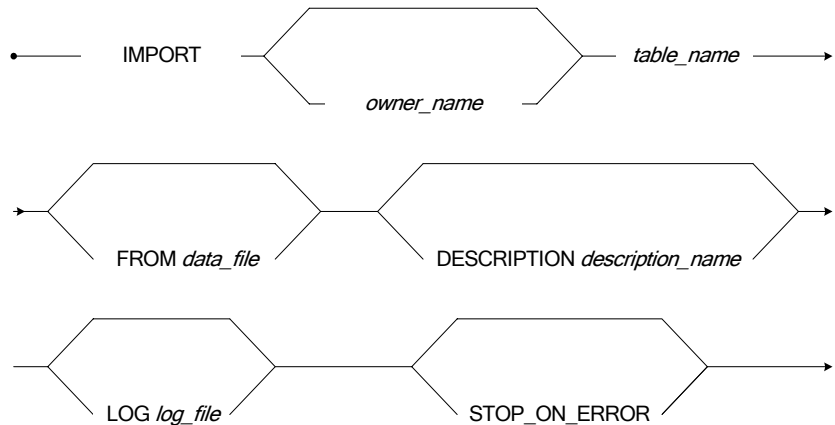 IMPORT owner_name table_name
FROM data_file DESCRIPTION description_name
LOG log_file STOP_ON_ERROR